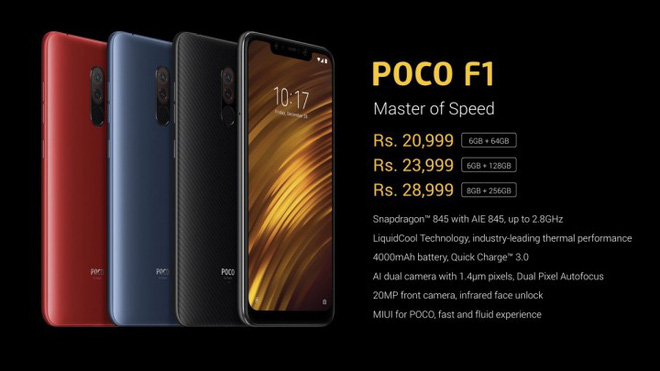 POCO F1
Master of Speed
Rs. 20,999 6GB + 64GB
Rs. 23,999 6GB + 128GB
Rs. 28,999 8GB + 256GB
Snapdragon™ 845 with AIE 845, up to 2.8GHz
LiquidCool Technology, industry-leading thermal performance
4000mAh battery, Quick Charge™ 3.0
AI dual camera with 1.4μm pixels, Dual Pixel Autofocus
20MP front camera, infrared face unlock
MIUI for POCO, fast and fluid experience
10:17
POCO